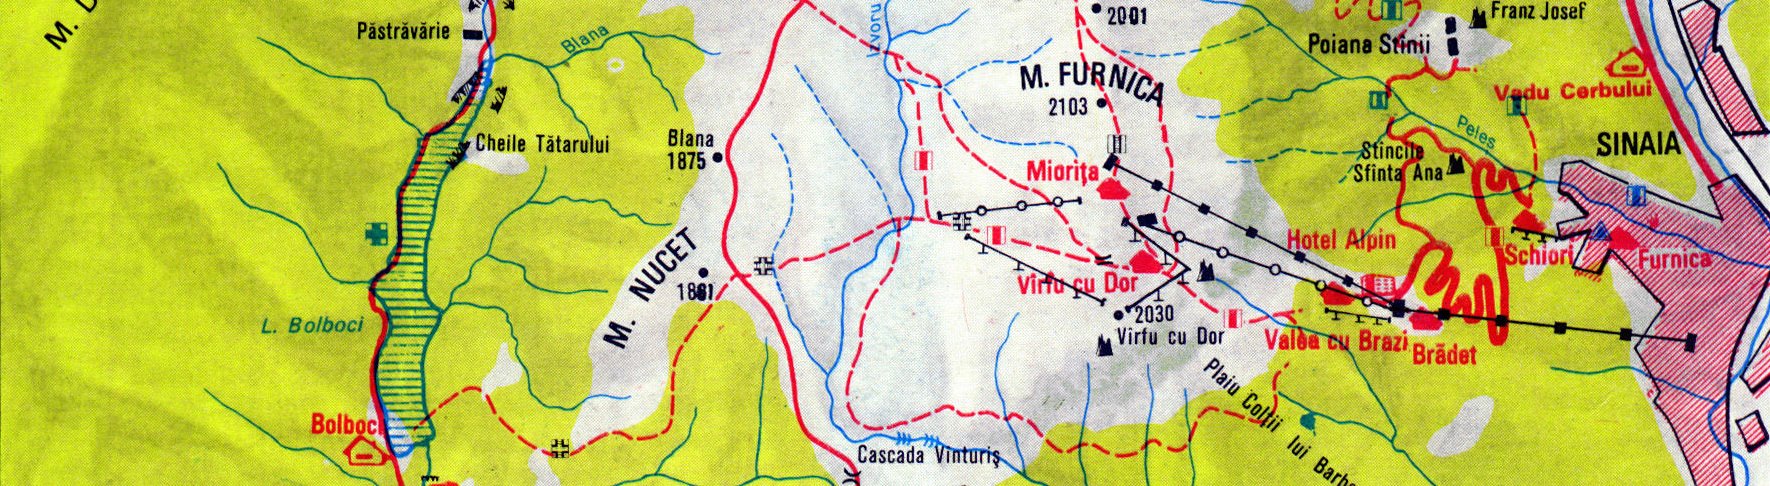 M. D
Păstrăvărie
Blana
Izvoru
2001
Franz Josef
Poiana Stînii
M. FURNICA
2103
Vadu Cerbului
Peleș
SINAIA
Cheile Tătarului
Blana
1875
Miorița
Stîncile
Sfînta Ana
Hotel Alpin
Schiori
Furnica
M. NUCET
1861
Vîrfu cu Dor
2030
Vîrfu cu Dor
L. Bolboci
Valea cu Brazi
Brădet
Plaiu Colții lui Barbe
Bolboci
Cascada Vînturiș